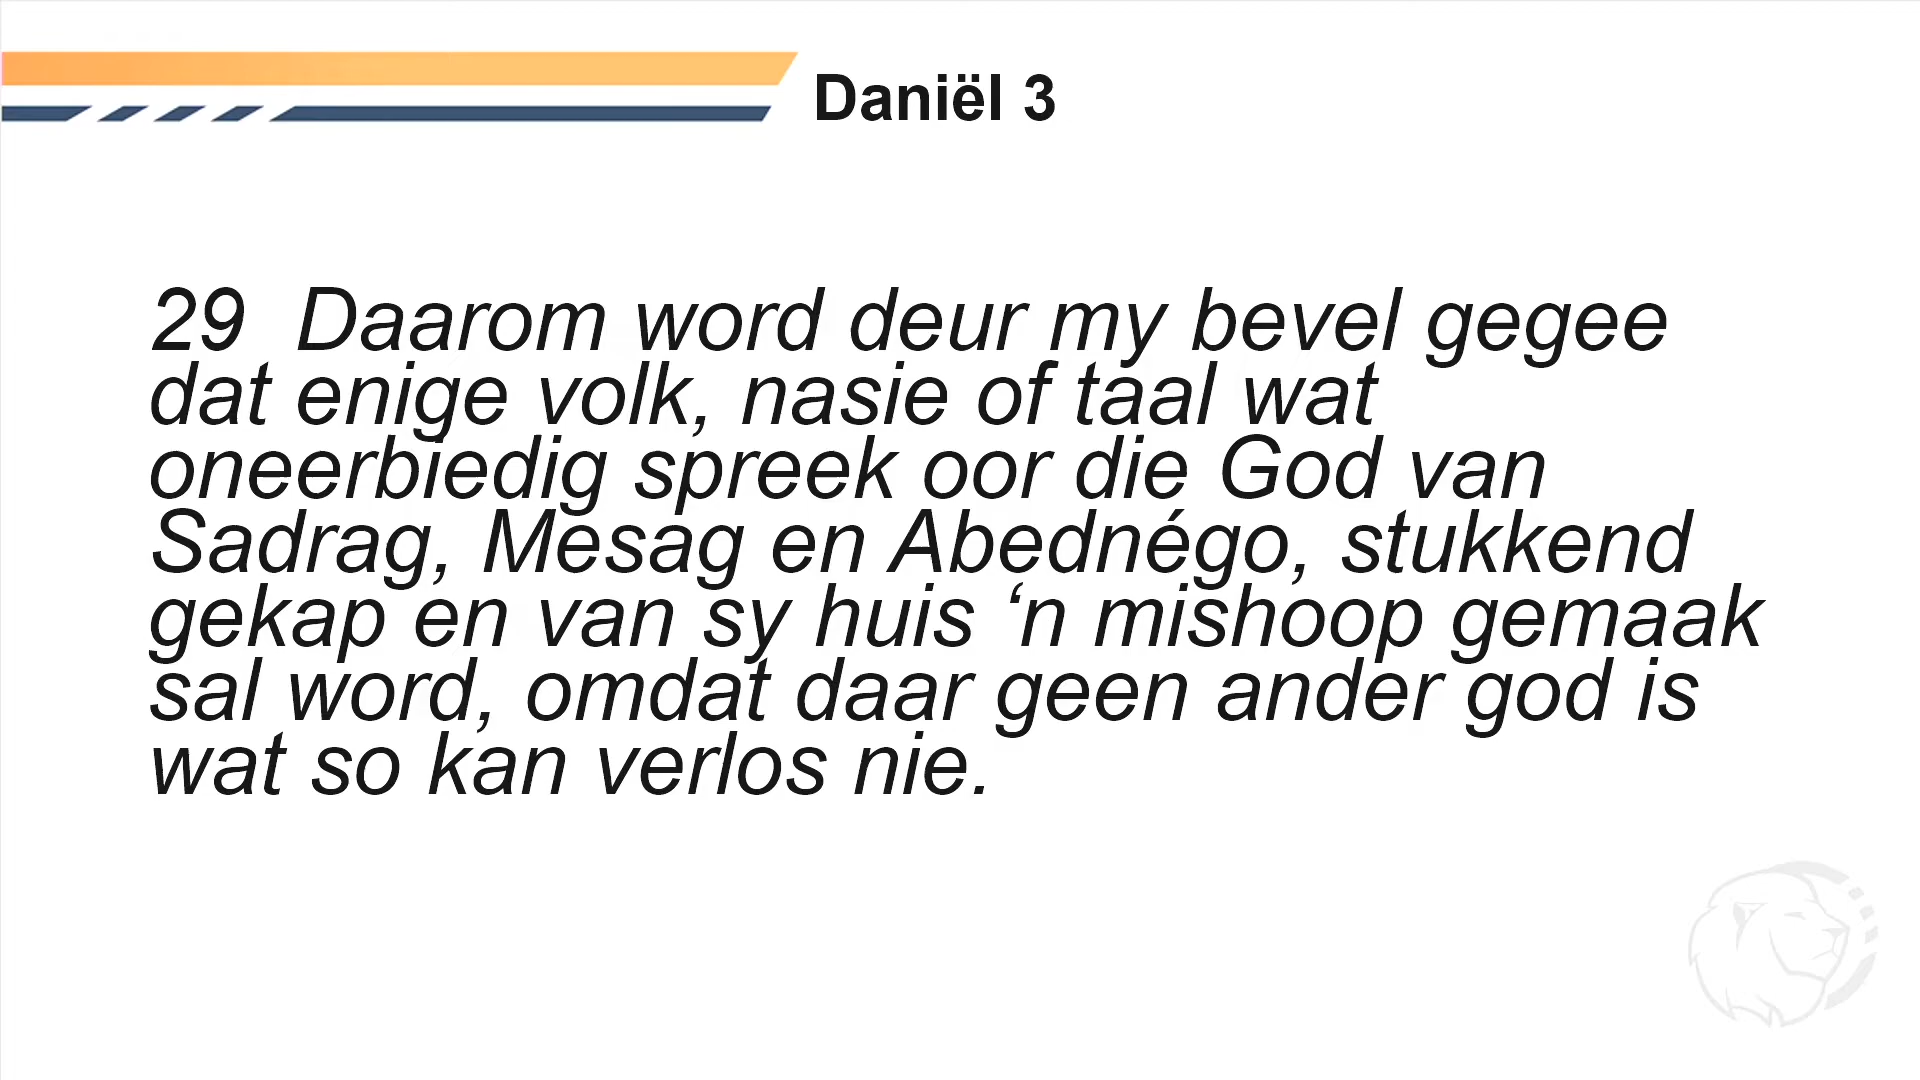 Daniël 3
29  Daarom word deur my bevel gegee
dat enige volk, nasie of taal wat
oneerbiedig spreek oor die God van
Sadrag, Mesag en Abednégo, stukkend
gekap en van sy huis ‘n mishoop gemaak
sal word, omdat daar geen ander god is
wat so kan verlos nie.